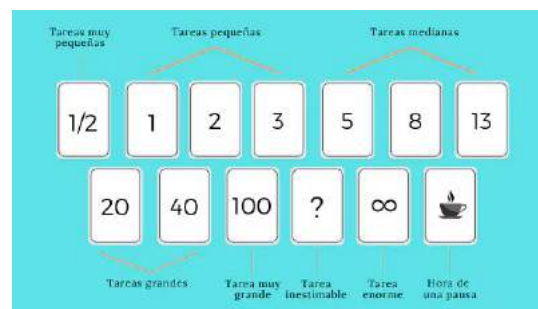 Tareas muy
pequeñas
Tareas pequeñas
Tareas medianas
1/2
1
2
3
5
8
13
20
40
100
?
∞
Tareas grandes
Tarea muy
grande
Tarea
inestimable
Tarea
enorme
Hora de
una pausa